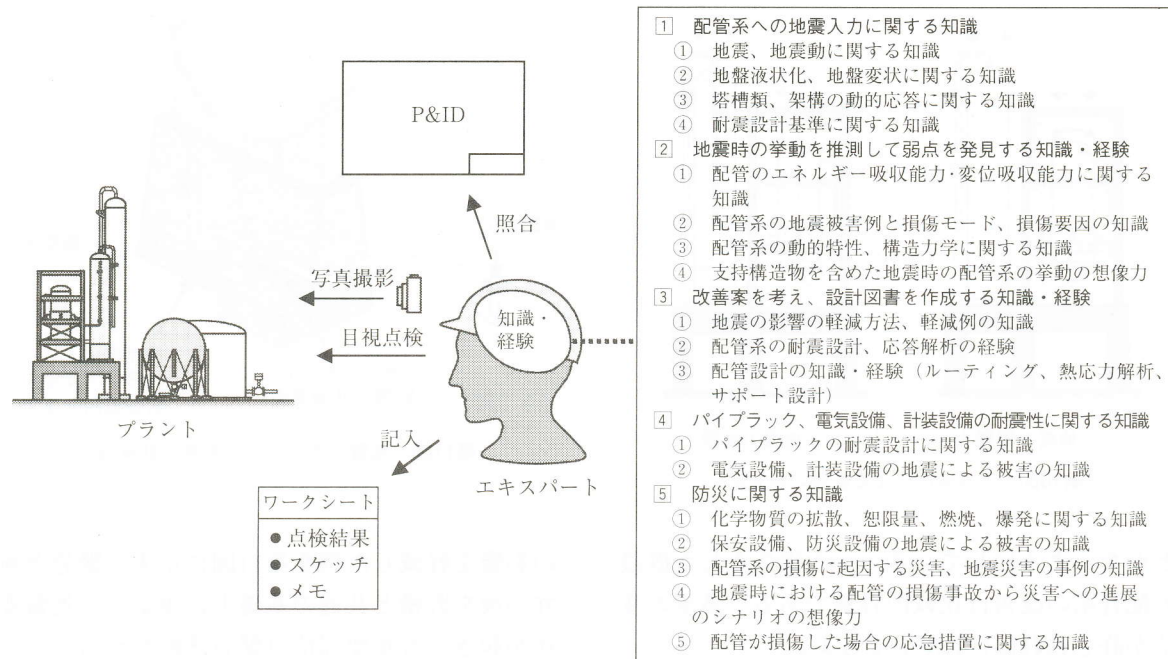 P&ID
照合
写真撮影
目視点検
知識・
経験
プラント
記入
エキスパート
ワークシート
● 点検結果
● スケッチ
● メモ
1 配管系への地震入力に関する知識
① 地震、地震動に関する知識
② 地盤液状化、地盤変状に関する知識
③ 塔槽類、架構の動的応答に関する知識
④ 耐震設計基準に関する知識
2 地震時の挙動を推測して弱点を発見する知識・経験
① 配管のエネルギー吸収能力・変位吸収能力に関する
知識
② 配管系の地震被害例と損傷モード、損傷要因の知識
③ 配管系の動的特性、構造力学に関する知識
④ 支持構造物を含めた地震時の配管系の挙動の想像力
3 改善案を考え、設計図書を作成する知識・経験
① 地震の影響の軽減方法、軽減例の知識
② 配管系の耐震設計、応答解析の経験
③ 配管設計の知識・経験（ルーティング、熱応力解析、
サポート設計）
4 パイプラック、電気設備、計装設備の耐震性に関する知識
① パイプラックの耐震設計に関する知識
② 電気設備、計装設備の地震による被害の知識
5 防災に関する知識
① 化学物質の拡散、恕限量、燃焼、爆発に関する知識
② 保安設備、防災設備の地震による被害の知識
③ 配管系の損傷に起因する災害、地震災害の事例の知識
④ 地震時における配管の損傷事故から災害への進展
のシナリオの想像力
⑤ 配管が損傷した場合の応急措置に関する知識